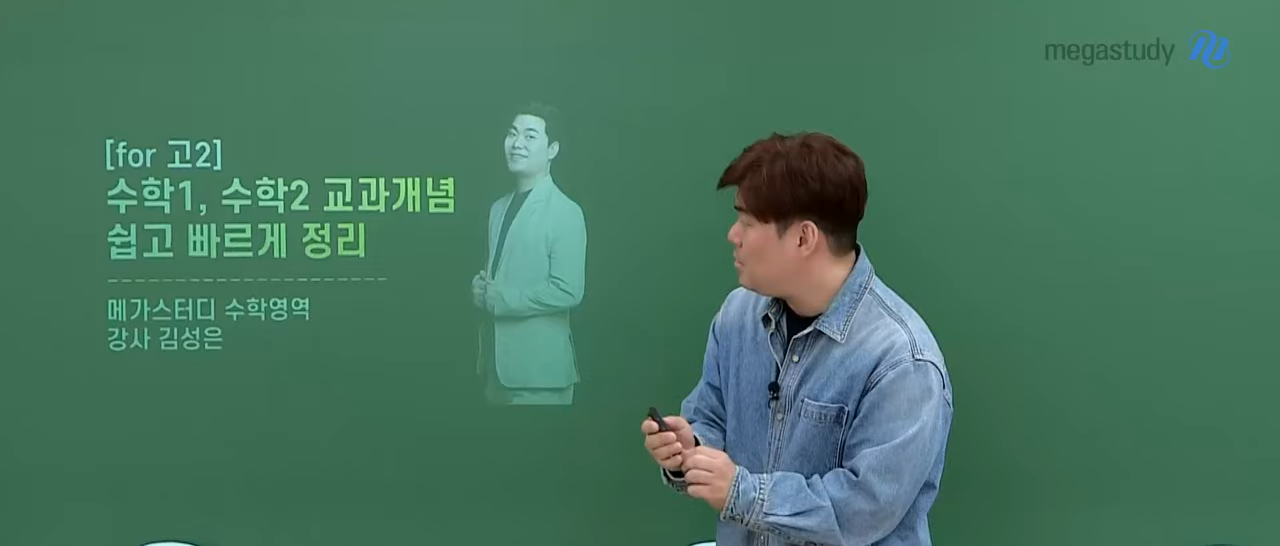 megastudy
[for 고2]
수학1, 수학2 교과개념
쉽고 빠르게 정리
메가스터디 수학영역
강사 김성은